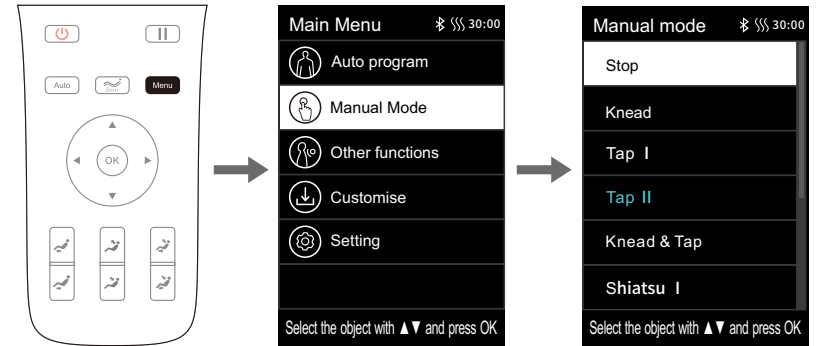 Auto
Zero
Menu
OK
Main Menu 30:00
Auto program
Manual Mode
Other functions
Customise
Setting
Select the object with ▲▼ and press OK
Manual mode 30:00
Stop
Knead
Tap Ⅰ
Tap Ⅱ
Knead & Tap
Shiatsu Ⅰ
Select the object with ▲▼ and press OK